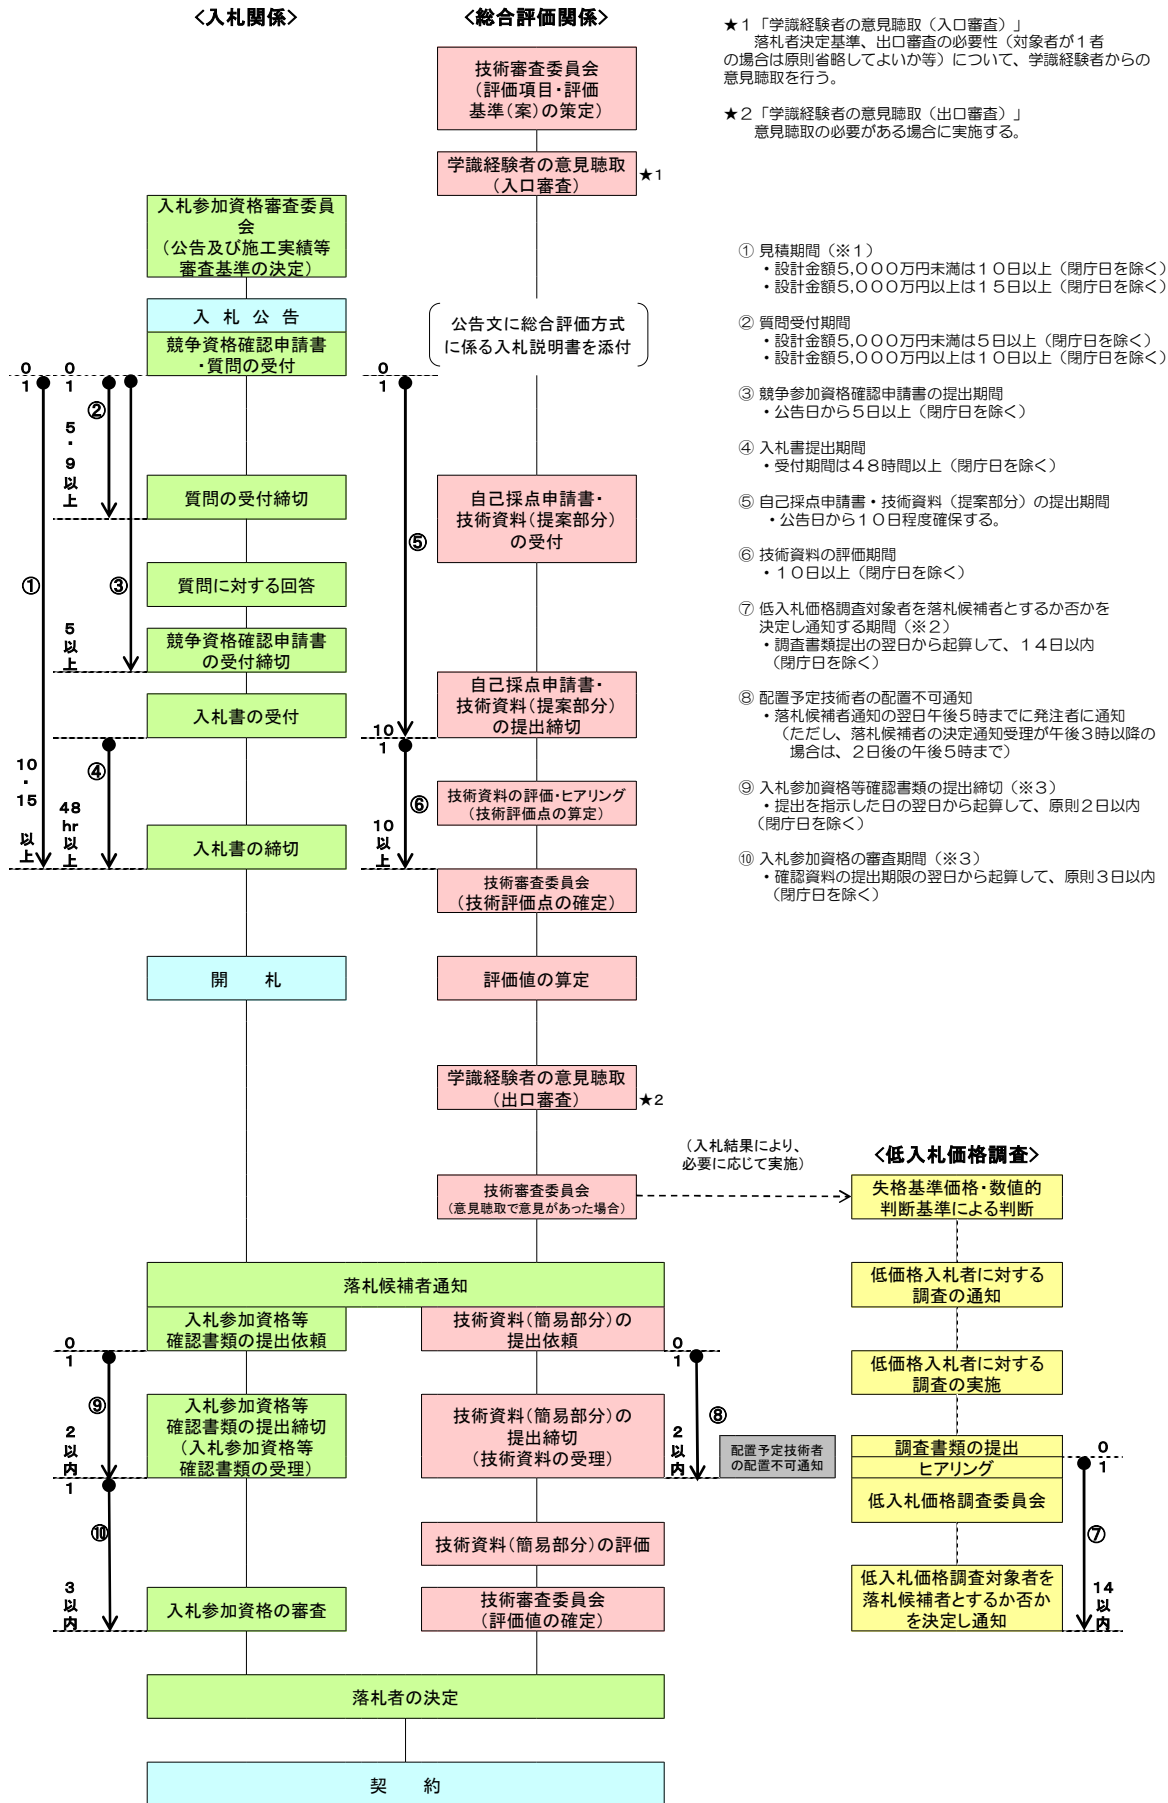 <入札関係>
<総合評価関係>
★１「学識経験者の意見聴取（入口審査）」
落札者決定基準、出口審査の必要性（対象者が１者
の場合は原則省略してよいか等）について、学識経験者からの
意見聴取を行う。
★２「学識経験者の意見聴取（出口審査）」
意見聴取の必要がある場合に実施する。
技術審査委員会
（評価項目・評価
基準（案）の策定）
学識経験者の意見聴取
（入口審査）
★１
入札参加資格審査委員
会
（公告及び施工実績等
審査基準の決定）
入　札　公　告
競争資格確認申請書
・質問の受付
公告文に総合評価方式
に係る入札説明書を添付
① 見積期間（※１）
・設計金額５,０００万円未満は１０日以上（閉庁日を除く）
・設計金額５,０００万円以上は１５日以上（閉庁日を除く）
② 質問受付期間
・設計金額５,０００万円未満は５日以上（閉庁日を除く）
・設計金額５,０００万円以上は１０日以上（閉庁日を除く）
③ 競争参加資格確認申請書の提出期間
・公告日から５日以上（閉庁日を除く）
④ 入札書提出期間
・受付期間は４８時間以上（閉庁日を除く）
⑤ 自己採点申請書・技術資料（提案部分）の提出期間
・公告日から１０日程度確保する。
⑥ 技術資料の評価期間
・１０日以上（閉庁日を除く）
⑦ 低入札価格調査対象者を落札候補者とするか否かを
決定し通知する期間（※２）
・調査書類提出の翌日から起算して、１４日以内
（閉庁日を除く）
⑧ 配置予定技術者の配置不可通知
・落札候補者通知の翌日午後５時までに発注者に通知
（ただし、落札候補者の決定通知受理が午後３時以降の
場合は、２日後の午後５時まで）
⑨ 入札参加資格等確認書類の提出締切（※３）
・提出を指示した日の翌日から起算して、原則２日以内
（閉庁日を除く）
⑩ 入札参加資格の審査期間（※３）
・確認資料の提出期限の翌日から起算して、原則３日以内
（閉庁日を除く）
0
1
0
1
0
1
②
5・9以上
質問の受付締切
自己採点申請書・
技術資料（提案部分）
の受付
⑤
①
③
質問に対する回答
5以上
競争資格確認申請書
の受付締切
入札書の受付
自己採点申請書・
技術資料（提案部分）
の提出締切
10
1
10・15以上
④
48hr以上
⑥
10以上
技術資料の評価・ヒアリング
（技術評価点の算定）
入札書の締切
技術審査委員会
（技術評価点の確定）
開　　札
評価値の算定
学識経験者の意見聴取
（出口審査）
★２
（入札結果により、
必要に応じて実施）
<低入札価格調査>
技術審査委員会
（意見聴取で意見があった場合）
失格基準価格・数値的
判断基準による判断
落札候補者通知
低価格入札者に対する
調査の通知
入札参加資格等
確認書類の提出依頼
技術資料（簡易部分）の
提出依頼
0
1
0
1
低価格入札者に対する
調査の実施
⑨
2以内
入札参加資格等
確認書類の提出締切
（入札参加資格等
確認書類の受理）
技術資料（簡易部分）の
提出締切
（技術資料の受理）
⑧
2以内
配置予定技術者
の配置不可通知
調査書類の提出
ヒアリング
低入札価格調査委員会
0
1
⑦
1
⑩
技術資料（簡易部分）の評価
3以内
入札参加資格の審査
技術審査委員会
（評価値の確定）
低入札価格調査対象者を
落札候補者とするか否か
を決定し通知
14以内
落札者の決定
契　　約